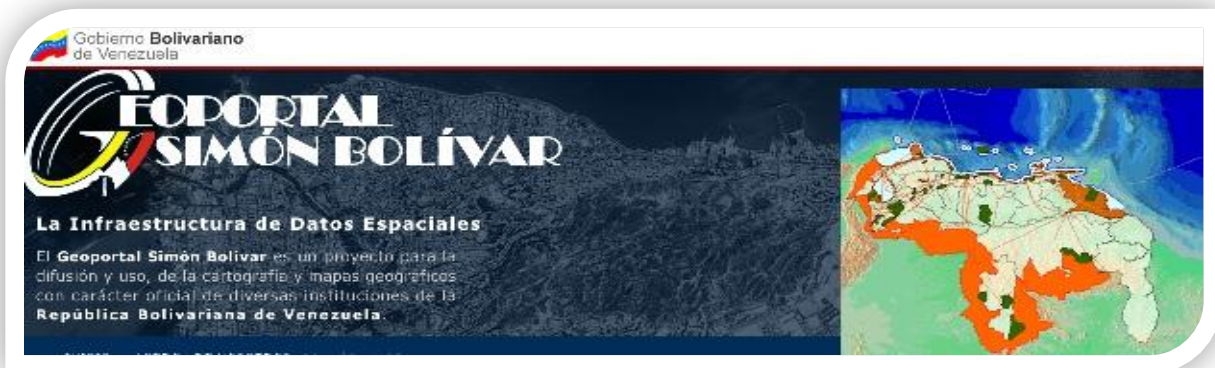 Gobierno Bolivariano
de Venezuela
GEOPORTAL
SIMÓN BOLÍVAR
La Infraestructura de Datos Espaciales
El Geoportal Simón Bolívar es un proyecto para la
difusión y uso, de la cartografía y mapas geográficos
con carácter oficial de diversas instituciones de la
República Bolivariana de Venezuela.